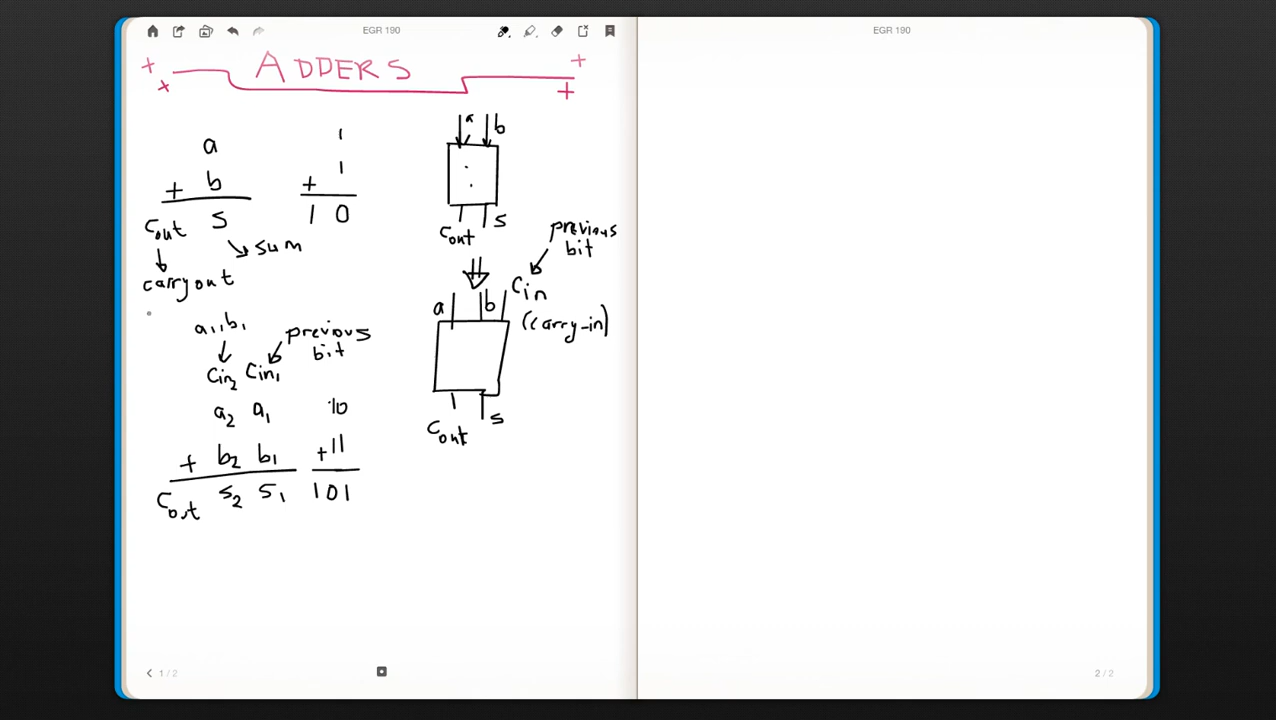 EGR 190
EGR 190
+ + ADDERS + +
a
+ b
Cout S
sum
carry out
1
+ 1
1 0
a b
Cout S
previous
bit
a b Cin
(carry-in)
Cout S
a1, b1
previous
bit
Cin2 Cin1
a2 a1
+ b2 b1
Cout S2 S1
10
+11
101
1 / 2
2 / 2